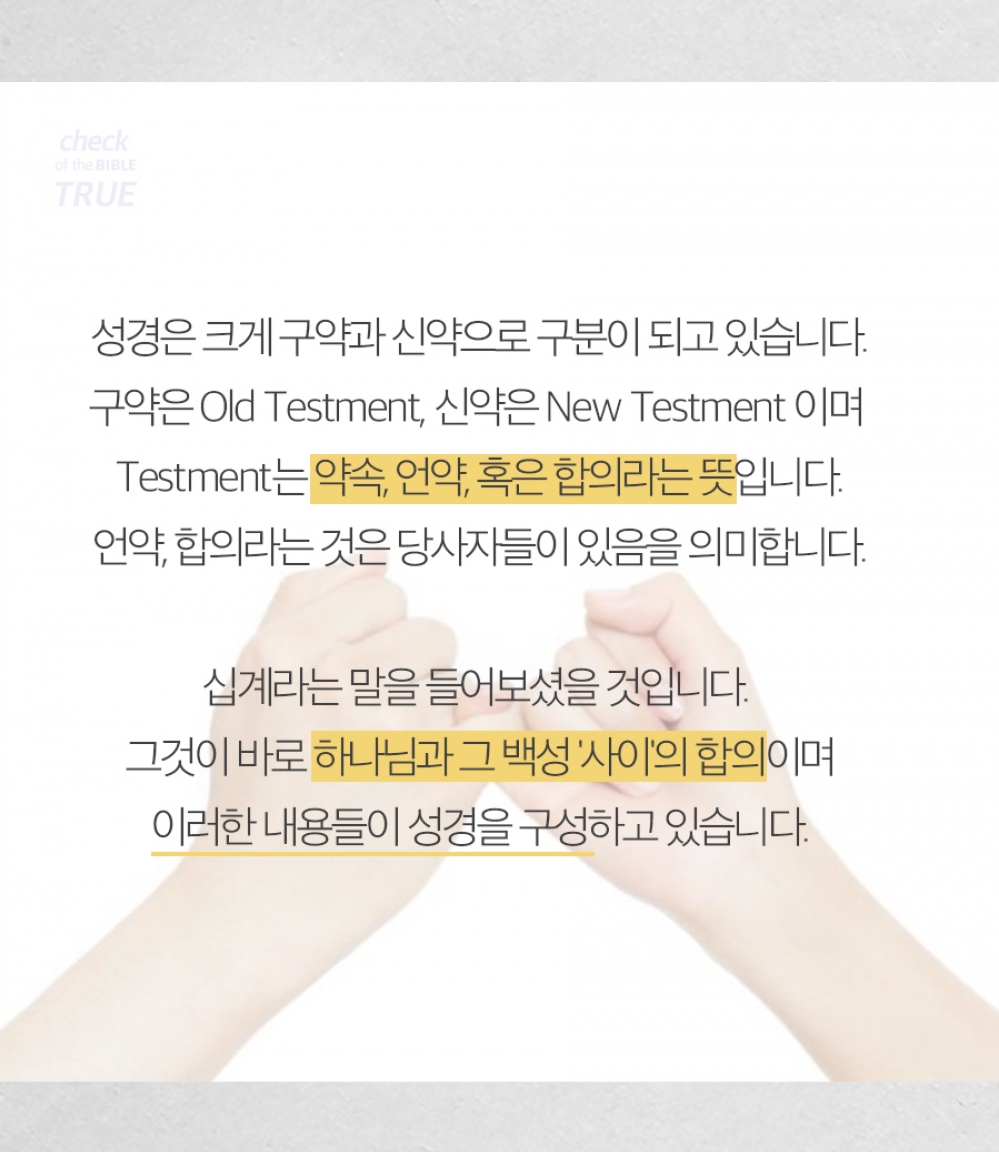 check
of the BIBLE
TRUE
성경은 크게 구약과 신약으로 구분이 되고 있습니다.
구약은 Old Testment, 신약은 New Testment 이며
Testment는 약속, 언약, 혹은 합의라는 뜻입니다.
언약, 합의라는 것은 당사자들이 있음을 의미합니다.
십계라는 말을 들어보셨을 것입니다.
그것이 바로 하나님과 그 백성 '사이'의 합의이며
이러한 내용들이 성경을 구성하고 있습니다.